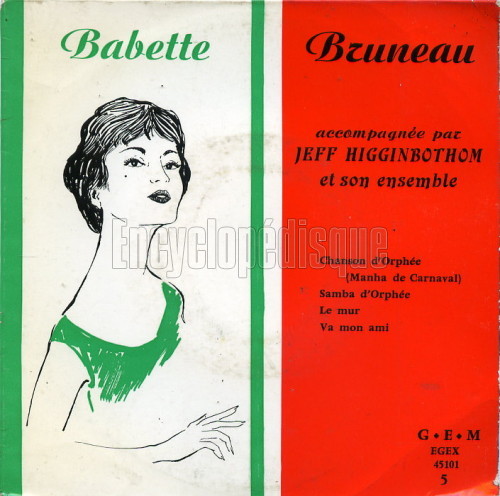 Babette Bruneau
accompagnée par
JEFF HIGGINBOTHOM
et son ensemble
Encyclopédisque
Chanson d'Orphée
(Manha de Carnaval)
Samba d'Orphée
Le mur
Va mon ami
G • E • M
EGEX
45101
5